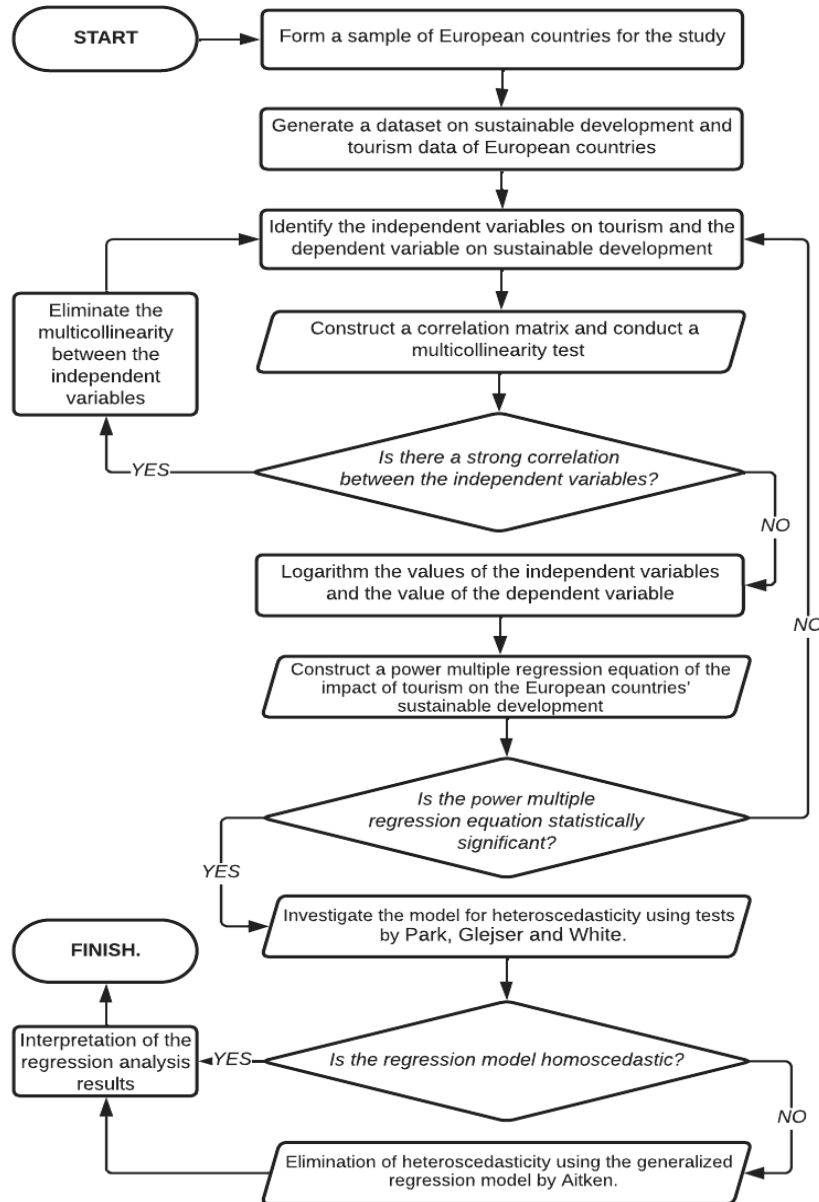 START
Form a sample of European countries for the study
Generate a dataset on sustainable development and
tourism data of European countries
Identify the independent variables on tourism and the
dependent variable on sustainable development
Eliminate the
multicollinearity
between the
independent
variables
Construct a correlation matrix and conduct a
multicollinearity test
Is there a strong correlation
between the independent variables?
YES
NO
Logarithm the values of the independent variables
and the value of the dependent variable
NO
Construct a power multiple regression equation of the
impact of tourism on the European countries'
sustainable development
Is the power multiple
regression equation statistically
significant?
YES
Investigate the model for heteroscedasticity using tests
by Park, Glejser and White.
FINISH.
Interpretation of the
regression analysis
results
YES
Is the regression model homoscedastic?
NO
Elimination of heteroscedasticity using the generalized
regression model by Aitken.